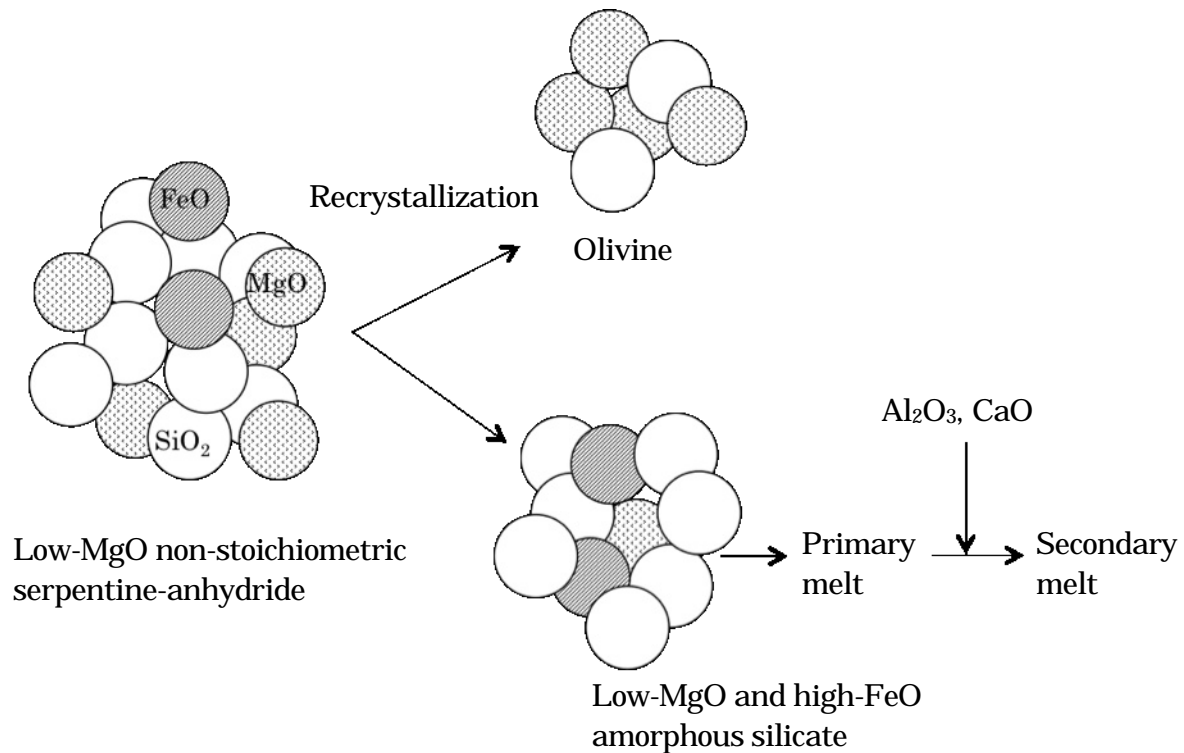 FeO
Recrystallization
MgO
Olivine
SiO₂
Low-MgO non-stoichiometric
serpentine-anhydride
Al₂O₃, CaO
Primary
melt
Secondary
melt
Low-MgO and high-FeO
amorphous silicate